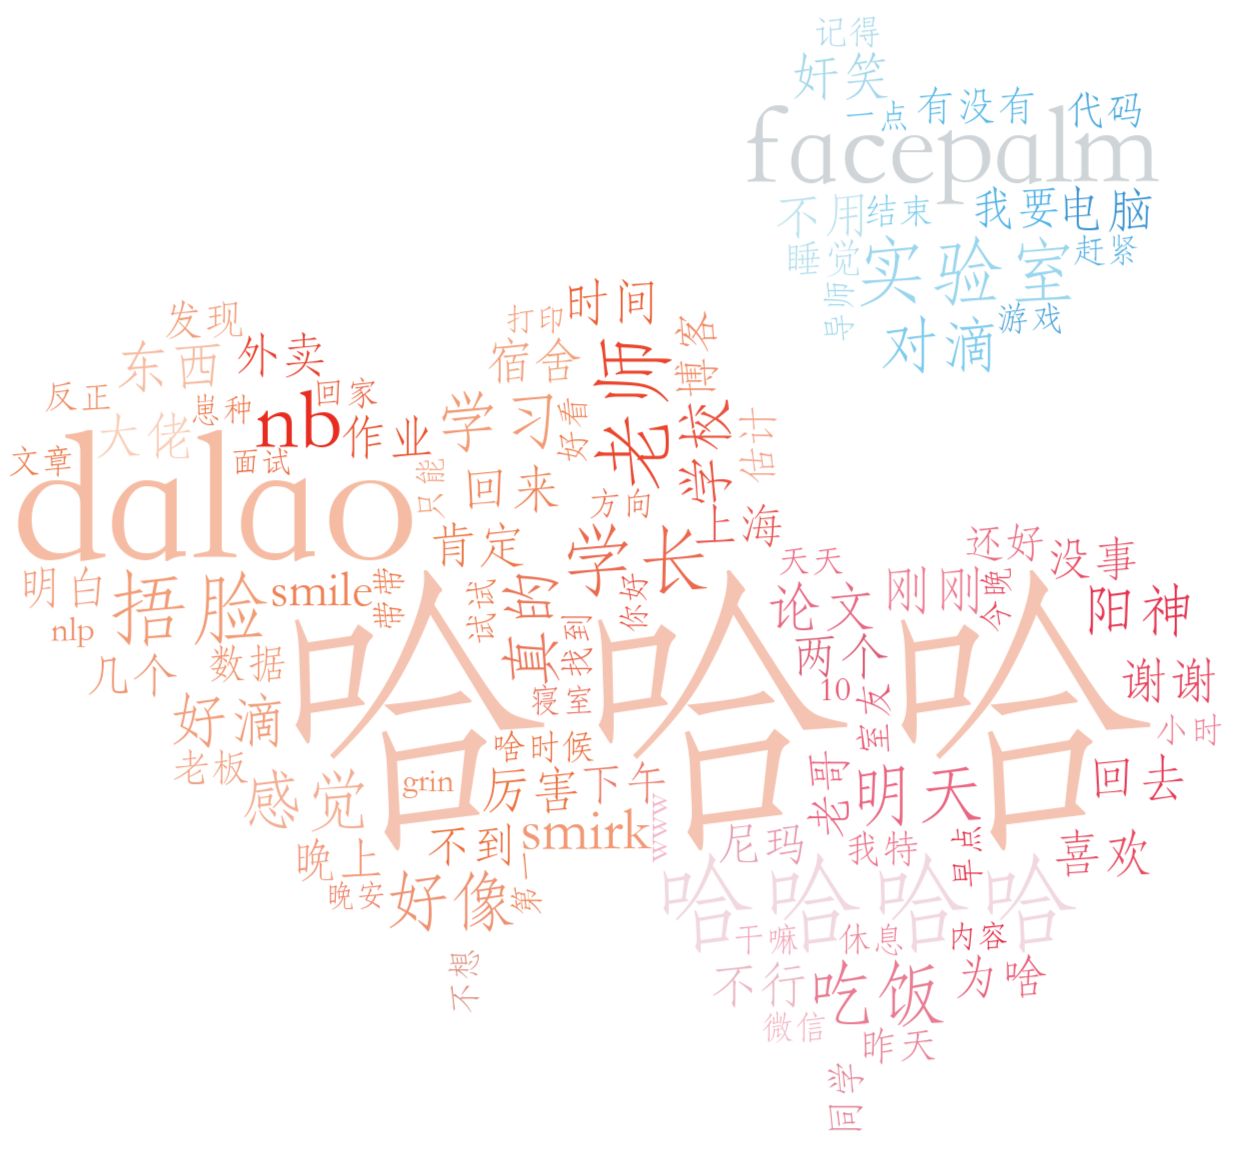 记得
奸笑
一点
有没有
代码
facepalm
不用
结束
我要
电脑
睡觉
实验室
赶紧
导师
对滴
游戏
发现
东西
外卖
反正
崽种
回家
大佬
nb
作业
文章
面试
dalao
打印
时间
宿舍
老师
博客
学习
好看
学校
估计
只能
回来
方向
肯定
学长
上海
明白
捂脸
smile
带带
nlp
几个
数据
试试
真的
找到
你好
好滴
寝室
老板
啥时候
感觉
grin
厉害
下午
不到
smirk
www
晚上
晚安
好像
第一
不想
哈哈哈
天天
还好
没事
论文
刚刚
今晚
阳神
两个
10
室友
谢谢
小时
老哥
明天
回去
尼玛
我特
早点
喜欢
哈哈哈哈
干嘛
休息
内容
不行
吃饭
为啥
微信
昨天
同学